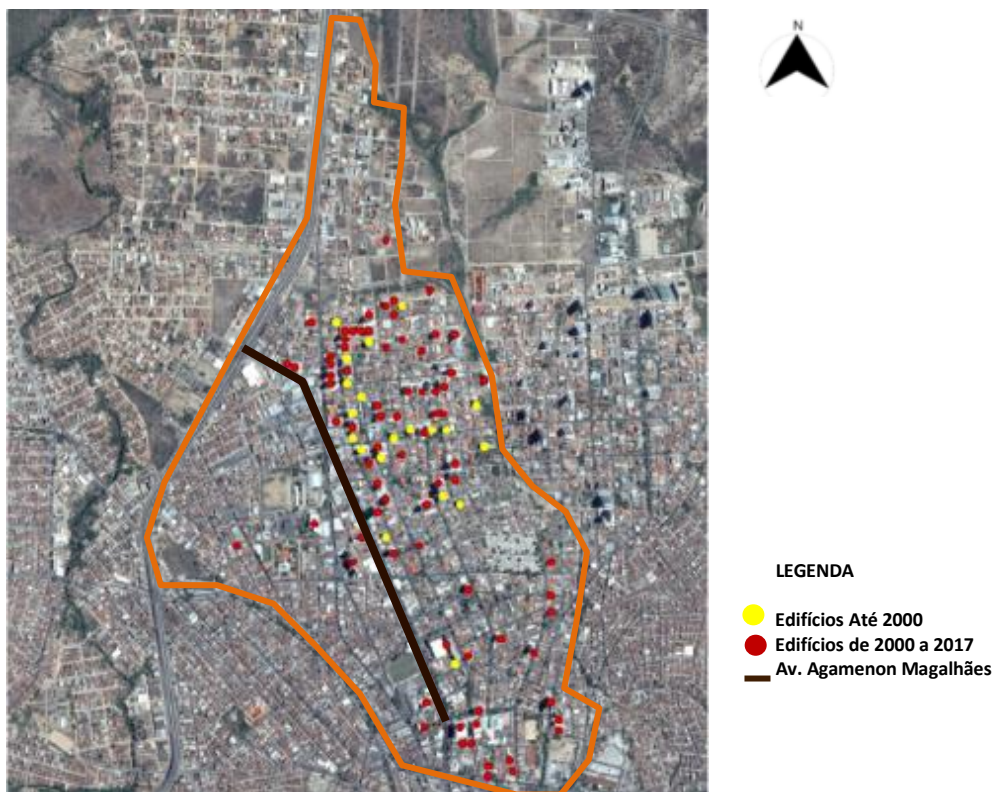 N
LEGENDA
Edifícios Até 2000
Edifícios de 2000 a 2017
Av. Agamenon Magalhães